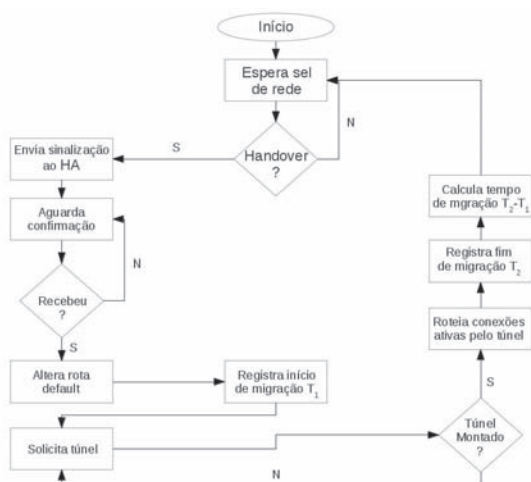 Início
Espera sel
de rede
N
S
Handover
?
Envia sinalização
ao HA
Calcula tempo
de mgração T2-T1
Aguarda
confirmação
N
Registra fim
de migração T2
Recebeu
?
Roteia conexões
ativas pelo túnel
S
S
Altera rota
default
Registra início
de migração T1
Túnel
Montado
?
Solicita túnel
N